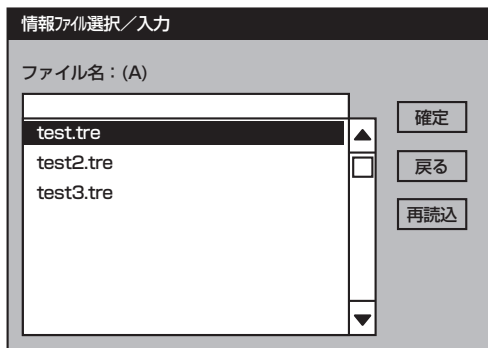 情報ファイル選択／入力
ファイル名：(A)
test.tre
test2.tre
test3.tre
確定
戻る
再読込